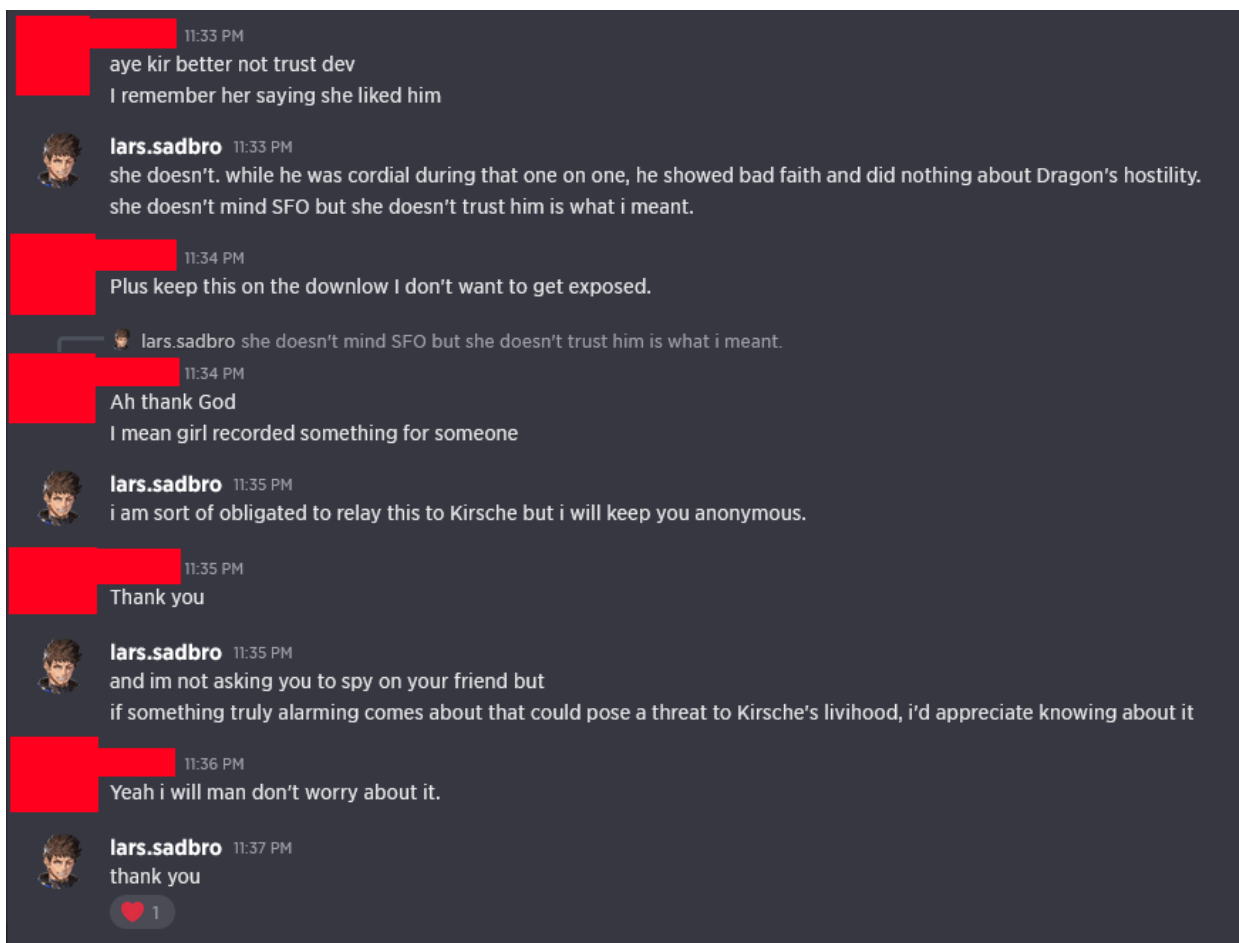 11:33 PM
aye kir better not trust dev
I remember her saying she liked him
lars.sadbro 11:33 PM
she doesn't. while he was cordial during that one on one, he showed bad faith and did nothing about Dragon's hostility.
she doesn't mind SFO but she doesn't trust him is what i meant.
11:34 PM
Plus keep this on the downlow I don't want to get exposed.
lars.sadbro she doesn't mind SFO but she doesn't trust him is what i meant.
11:34 PM
Ah thank God
I mean girl recorded something for someone
lars.sadbro 11:35 PM
i am sort of obligated to relay this to Kirsche but i will keep you anonymous.
11:35 PM
Thank you
lars.sadbro 11:35 PM
and im not asking you to spy on your friend but
if something truly alarming comes about that could pose a threat to Kirsche's livihood, i'd appreciate knowing about it
11:36 PM
Yeah i will man don't worry about it.
lars.sadbro 11:37 PM
thank you
❤️ 1